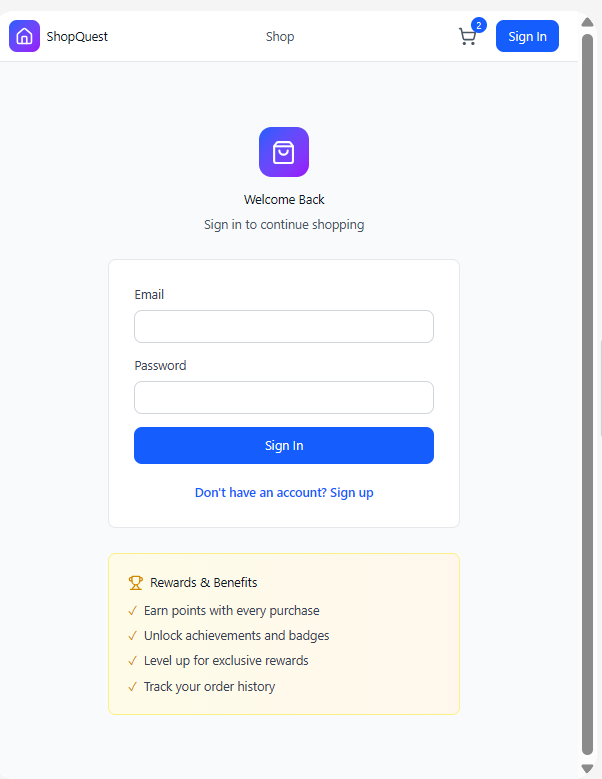 ShopQuest
Shop
2
Sign In
Welcome Back
Sign in to continue shopping
Email
Password
Sign In
Don't have an account? Sign up
Rewards & Benefits
✓ Earn points with every purchase
✓ Unlock achievements and badges
✓ Level up for exclusive rewards
✓ Track your order history